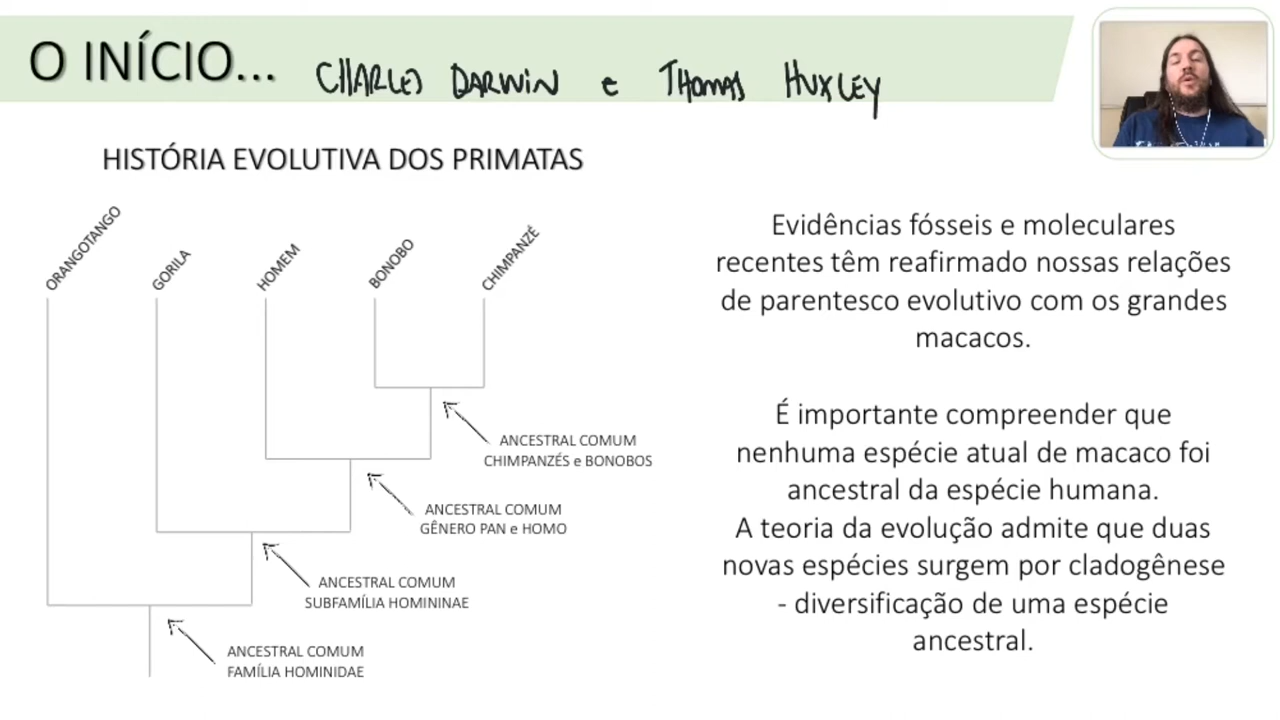 O INÍCIO... CHARLES DARWIN e THOMAS HUXLEY
HISTÓRIA EVOLUTIVA DOS PRIMATAS
ORANGOTANGO
GORILA
HOMEM
BONOBO
CHIMPANZÉ
ANCESTRAL COMUM
CHIMPANZÉS e BONOBOS
ANCESTRAL COMUM
GÊNERO PAN e HOMO
ANCESTRAL COMUM
SUBFAMÍLIA HOMININAE
ANCESTRAL COMUM
FAMÍLIA HOMINIDAE
Evidências fósseis e moleculares
recentes têm reafirmado nossas relações
de parentesco evolutivo com os grandes
macacos.
É importante compreender que
nenhuma espécie atual de macaco foi
ancestral da espécie humana.
A teoria da evolução admite que duas
novas espécies surgem por cladogênese
- diversificação de uma espécie
ancestral.